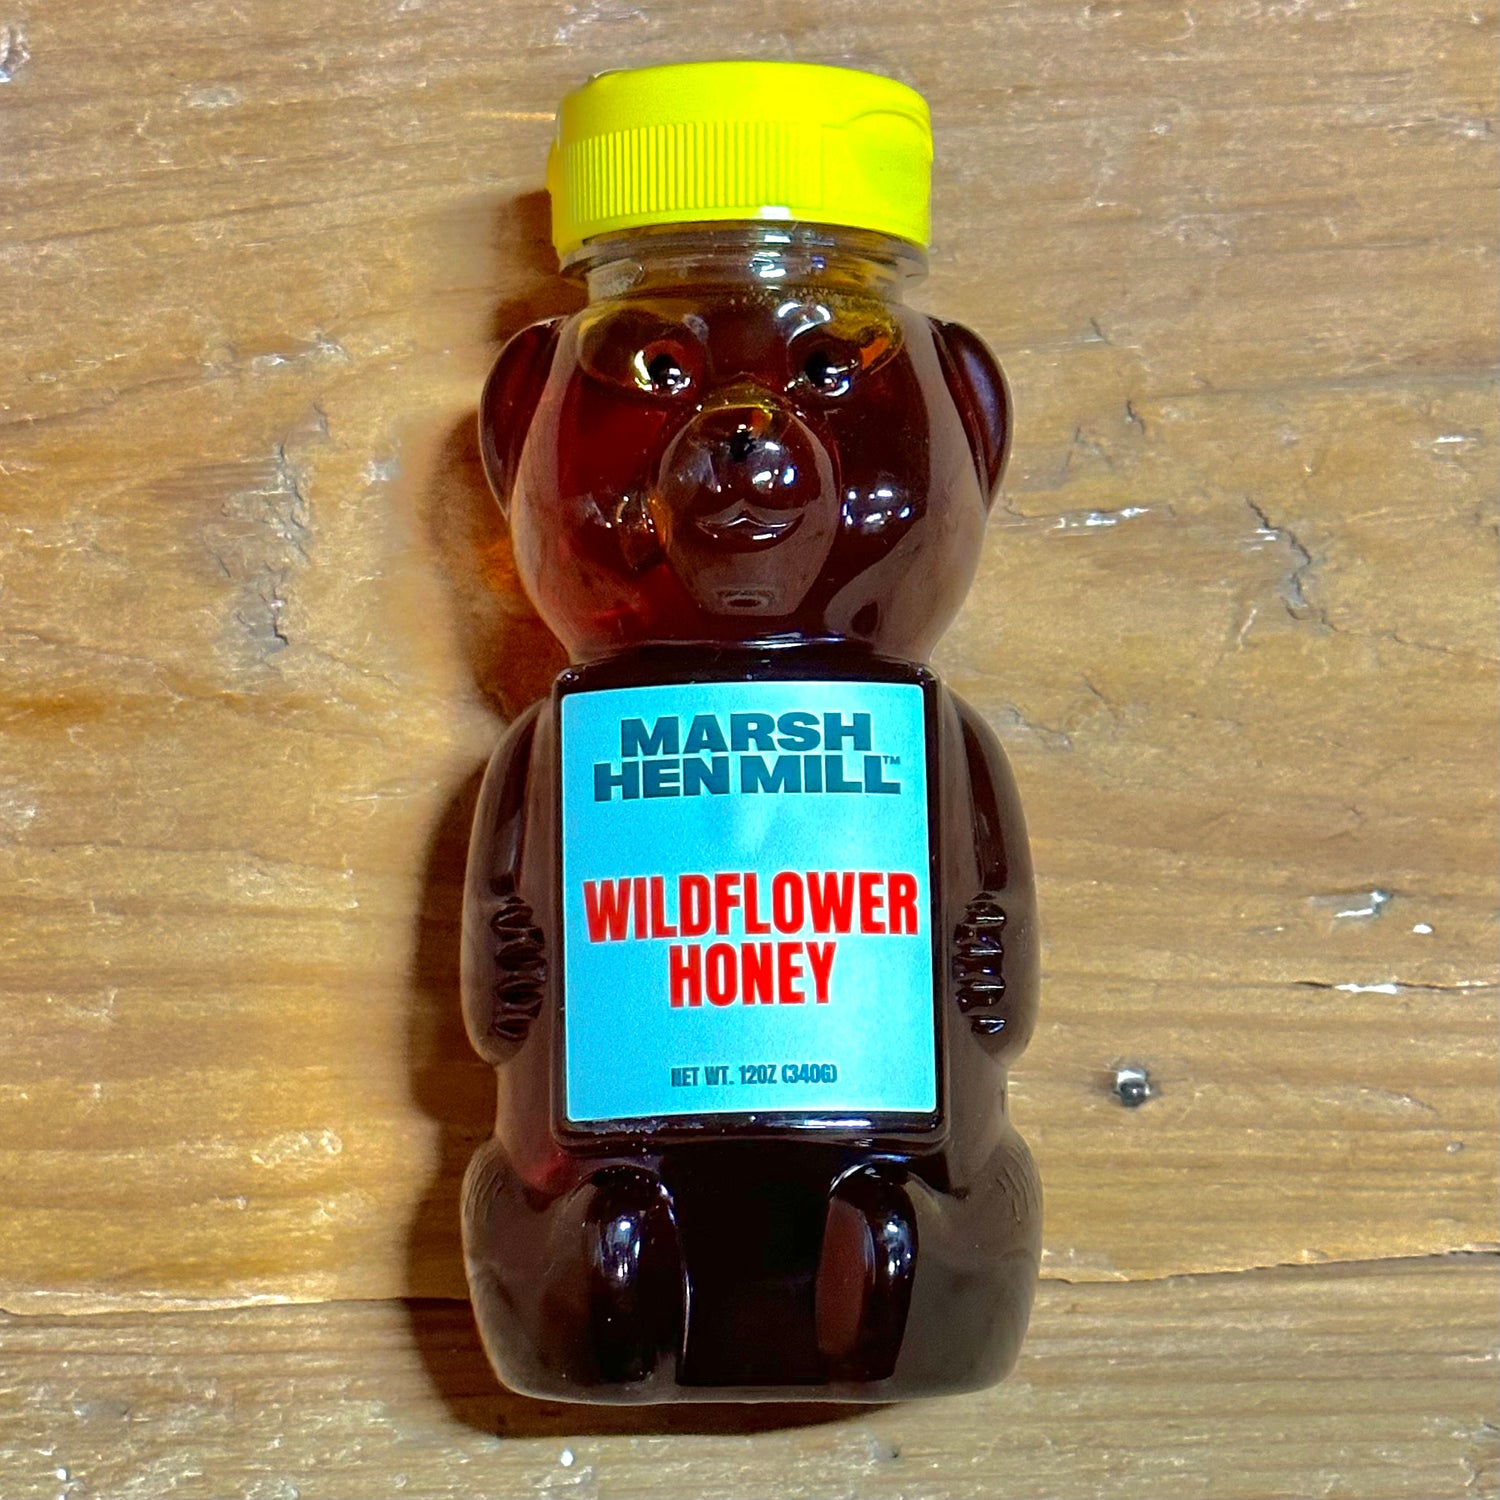 MARSH
HEN MILL™
WILDFLOWER
HONEY
NET WT. 12OZ (340G)